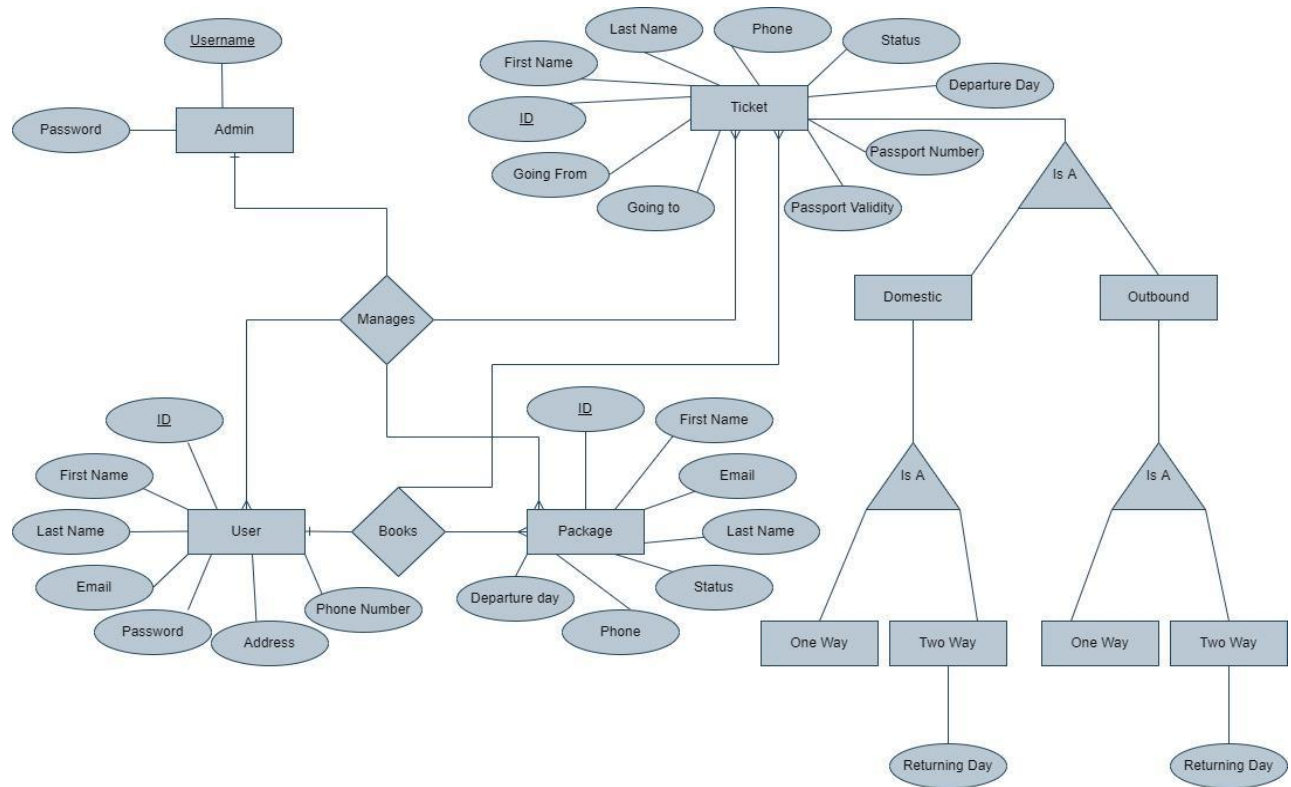 Username
Password
Admin
Last Name
Phone
Status
First Name
Departure Day
ID
Ticket
Passport Number
Going From
Going to
Passport Validity
Is A
Domestic
Outbound
Manages
ID
First Name
Last Name
Email
Password
Address
Phone Number
User
Books
ID
First Name
Email
Last Name
Status
Phone
Departure day
Package
Is A
Is A
One Way
Two Way
One Way
Two Way
Returning Day
Returning Day